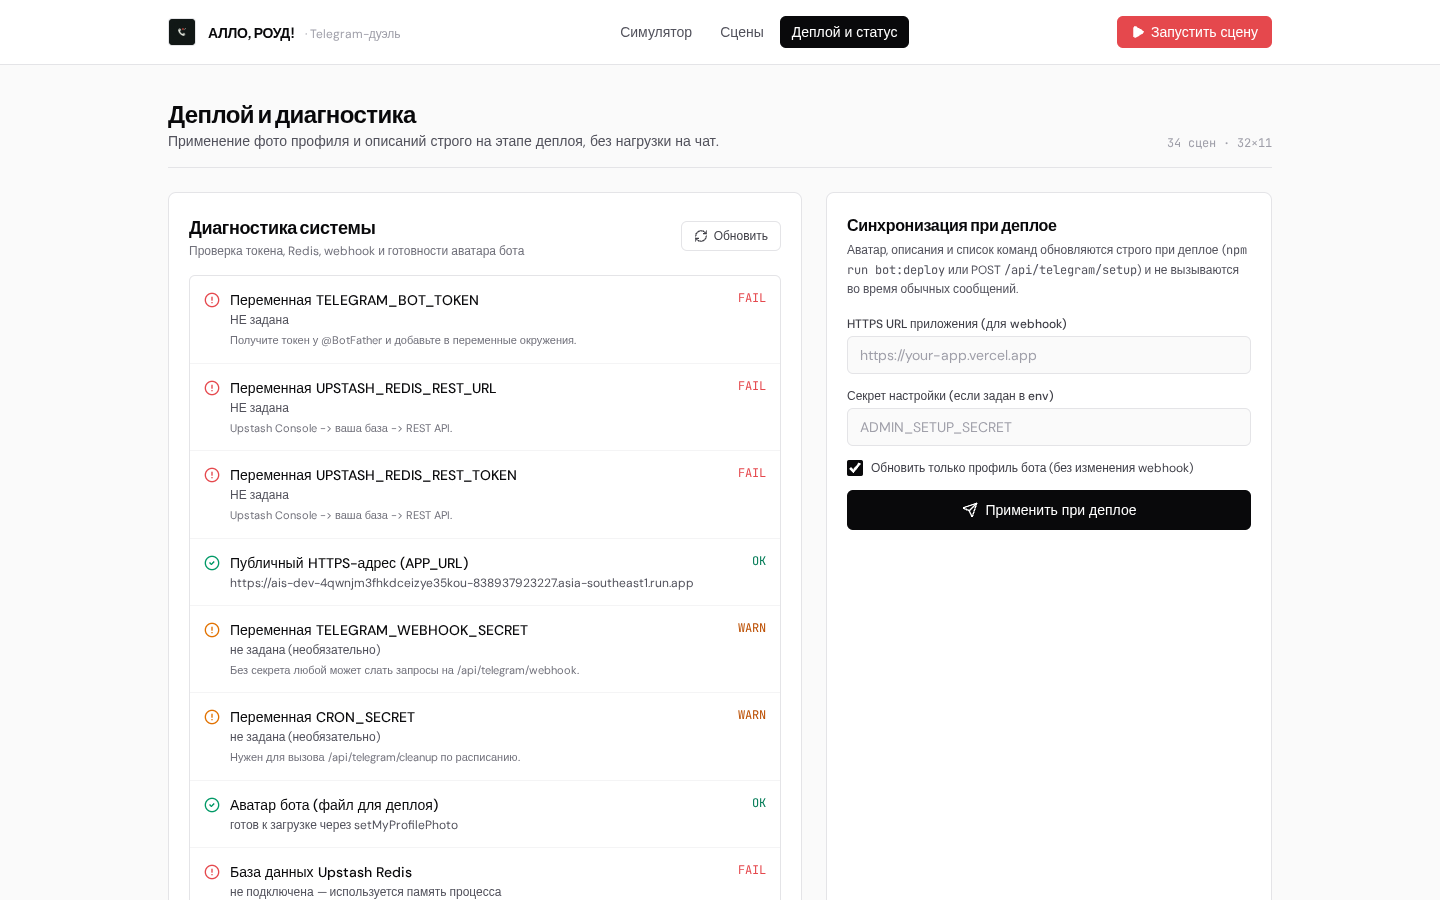 АЛЛО, РОУД! · Telegram-дуэль
Симулятор
Сцены
Деплой и статус
Запустить сцену
Деплой и диагностика
Применение фото профиля и описаний строго на этапе деплоя, без нагрузки на чат.
34 сцен · 32×11
Диагностика системы
Проверка токена, Redis, webhook и готовности аватара бота
Обновить
Переменная TELEGRAM_BOT_TOKEN
FAIL
НЕ задана
Получите токен у @BotFather и добавьте в переменные окружения.
Переменная UPSTASH_REDIS_REST_URL
FAIL
НЕ задана
Upstash Console -> ваша база -> REST API.
Переменная UPSTASH_REDIS_REST_TOKEN
FAIL
НЕ задана
Upstash Console -> ваша база -> REST API.
Публичный HTTPS-адрес (APP_URL)
OK
https://ais-dev-4qwnjm3fhkdceizye35kou-838937923227.asia-southeast1.run.app
Переменная TELEGRAM_WEBHOOK_SECRET
WARN
не задана (необязательно)
Без секрета любой может слать запросы на /api/telegram/webhook.
Переменная CRON_SECRET
WARN
не задана (необязательно)
Нужен для вызова /api/telegram/cleanup по расписанию.
Аватар бота (файл для деплоя)
OK
готов к загрузке через setMyProfilePhoto
База данных Upstash Redis
FAIL
не подключена — используется память процесса
Синхронизация при деплое
Аватар, описания и список команд обновляются строго при деплое (npm
run bot:deploy или POST /api/telegram/setup) и не вызываются
во время обычных сообщений.
HTTPS URL приложения (для webhook)
https://your-app.vercel.app
Секрет настройки (если задан в env)
ADMIN_SETUP_SECRET
Обновить только профиль бота (без изменения webhook)
Применить при деплое